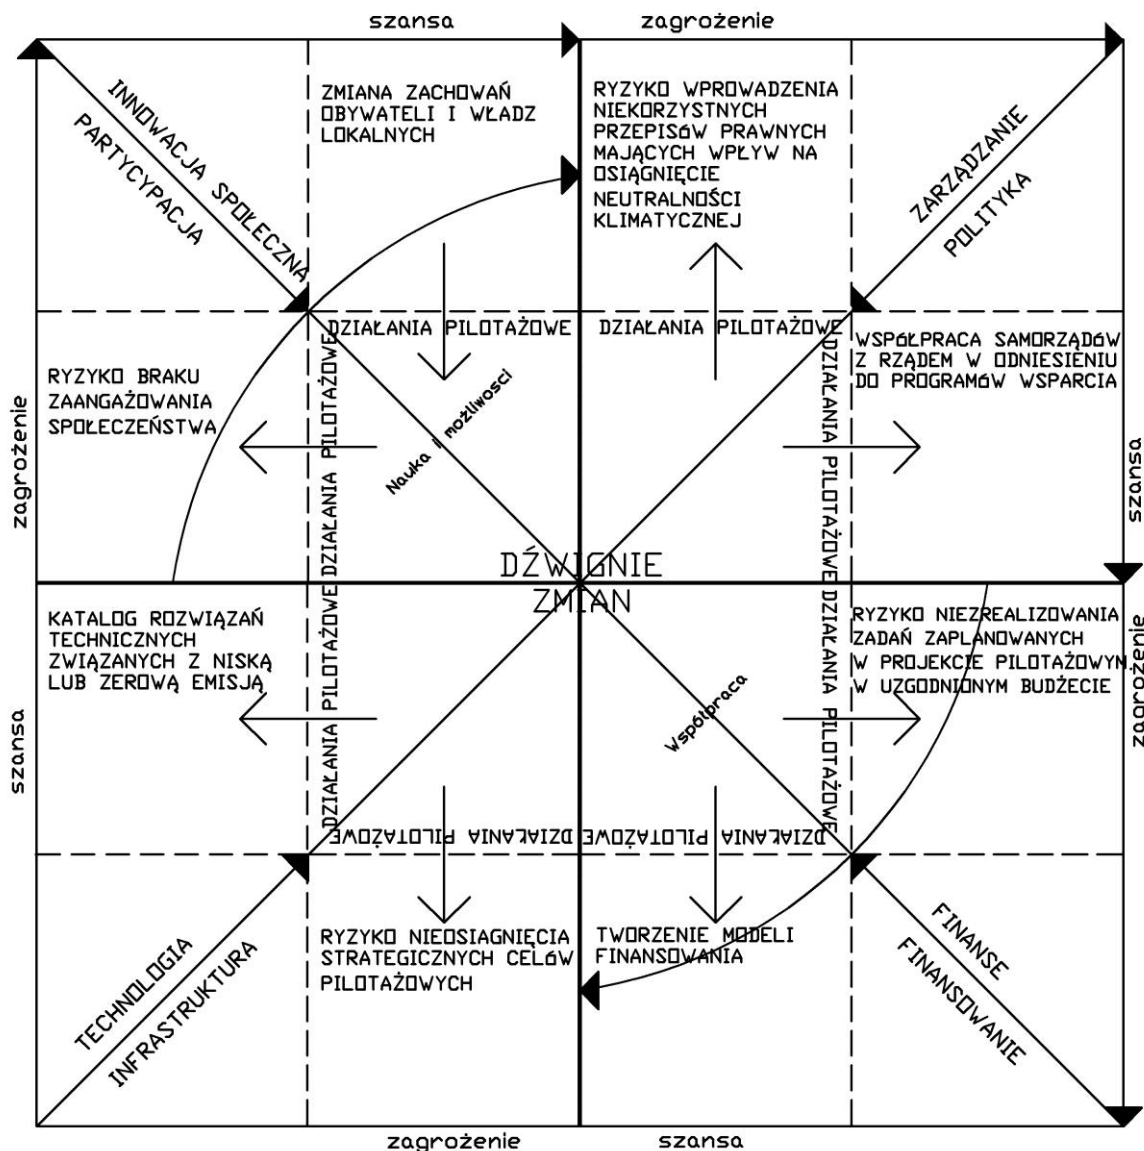 szansa
zagrożenie
INNOWACJA SPOŁECZNA
PARTYCYPACJA
ZMIANA ZACHOWAŃ
OBYWATELI I WŁADZ
LOKALNYCH
RYZYKO WPROWADZENIA
NIEKORZYSTNYCH
PRZEPISÓW PRAWNYCH
MAJĄCYCH WPŁYW NA
OSIĄGNIĘCIE
NEUTRALNOŚCI
KLIMATYCZNEJ
ZARZĄDZANIE
POLITYKA
zagrożenie
RYZYKO BRAKU
ZAANGAŻOWANIA
SPOŁECZEŃSTWA
DZIAŁANIA PILOTAŻOWE
DZIAŁANIA PILOTAŻOWE
DZIAŁANIA PILOTAŻOWE
DZIAŁANIA PILOTAŻOWE
Nauka i możliwosci
WSPÓŁPRACA SAMORZĄDÓW
Z RZĄDEM W ODNIESIENIU
DO PROGRAMÓW WSPARCIA
szansa
DŹWIGNIE
ZMIAN
szansa
KATALOG ROZWIĄZAŃ
TECHNICZNYCH
ZWIĄZANYCH Z NISKĄ
LUB ZEROWĄ EMISJĄ
DZIAŁANIA PILOTAŻOWE
DZIAŁANIA PILOTAŻOWE
Współpraca
DZIAŁANIA PILOTAŻOWE
DZIAŁANIA PILOTAŻOWE
RYZYKO NIEZREALIZOWANIA
ZADAŃ ZAPLANOWANYCH
W PROJEKCIE PILOTAŻOWYM
W UZGODNIONYM BUDŻECIE
zagrożenie
TECHNOLOGIA
INFRASTRUKTURA
RYZYKO NIEOSIAGNIĘCIA
STRATEGICZNYCH CELÓW
PILOTAŻOWYCH
TWORZENIE MODELI
FINANSOWANIA
FINANSE
FINANSOWANIE
zagrożenie
szansa